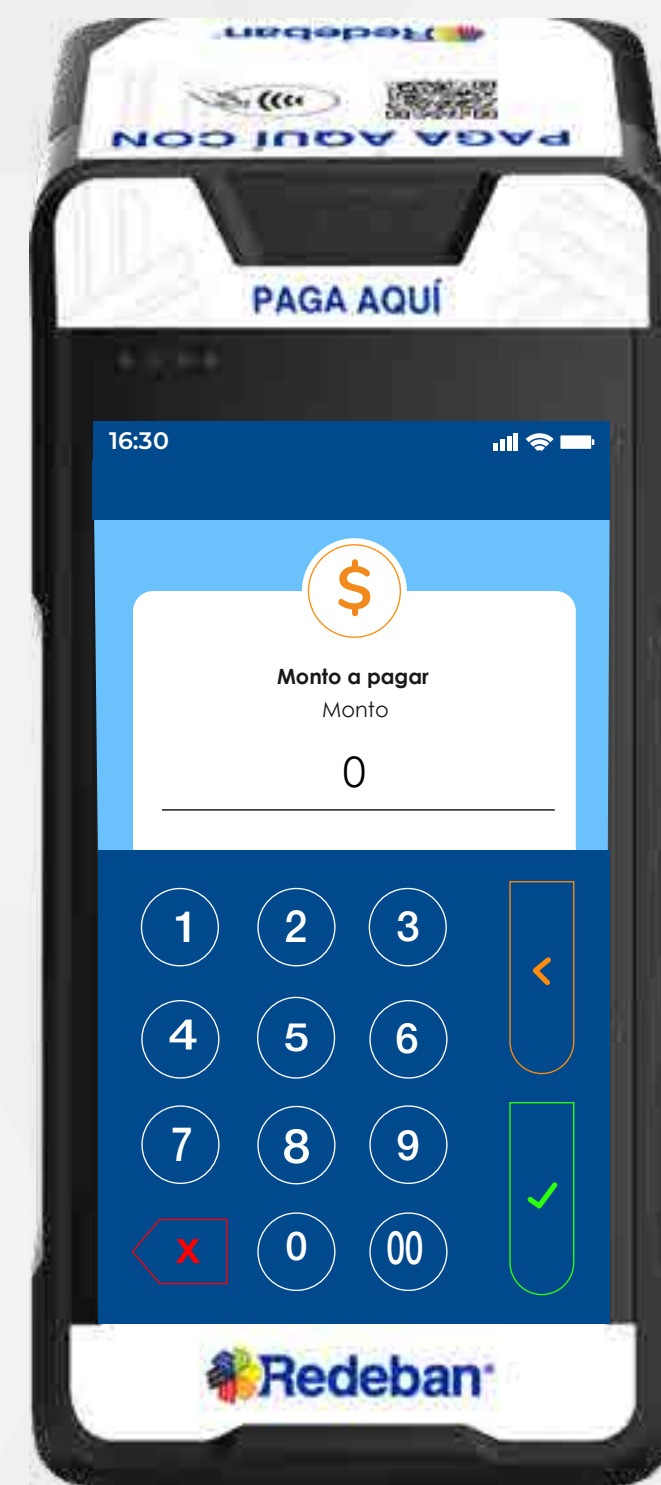 Redeban
PAGA AQUÍ CON
PAGA AQUÍ
16:30
$
Monto a pagar
Monto
0
1 2 3
4 5 6
7 8 9
X 0 00
Redeban